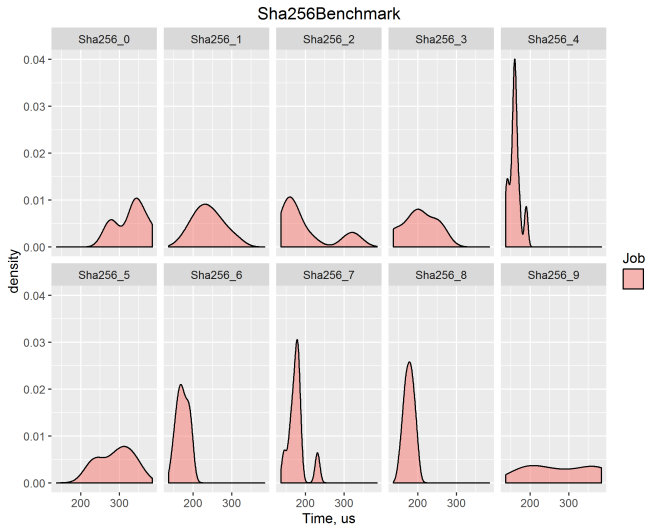 Sha256Benchmark
Sha256_0 Sha256_1 Sha256_2 Sha256_3 Sha256_4
0.04
0.03
0.02
0.01
0.00
density
Job
Sha256_5 Sha256_6 Sha256_7 Sha256_8 Sha256_9
0.04
0.03
0.02
0.01
0.00
200 300 200 300 200 300 200 300 200 300
Time, us